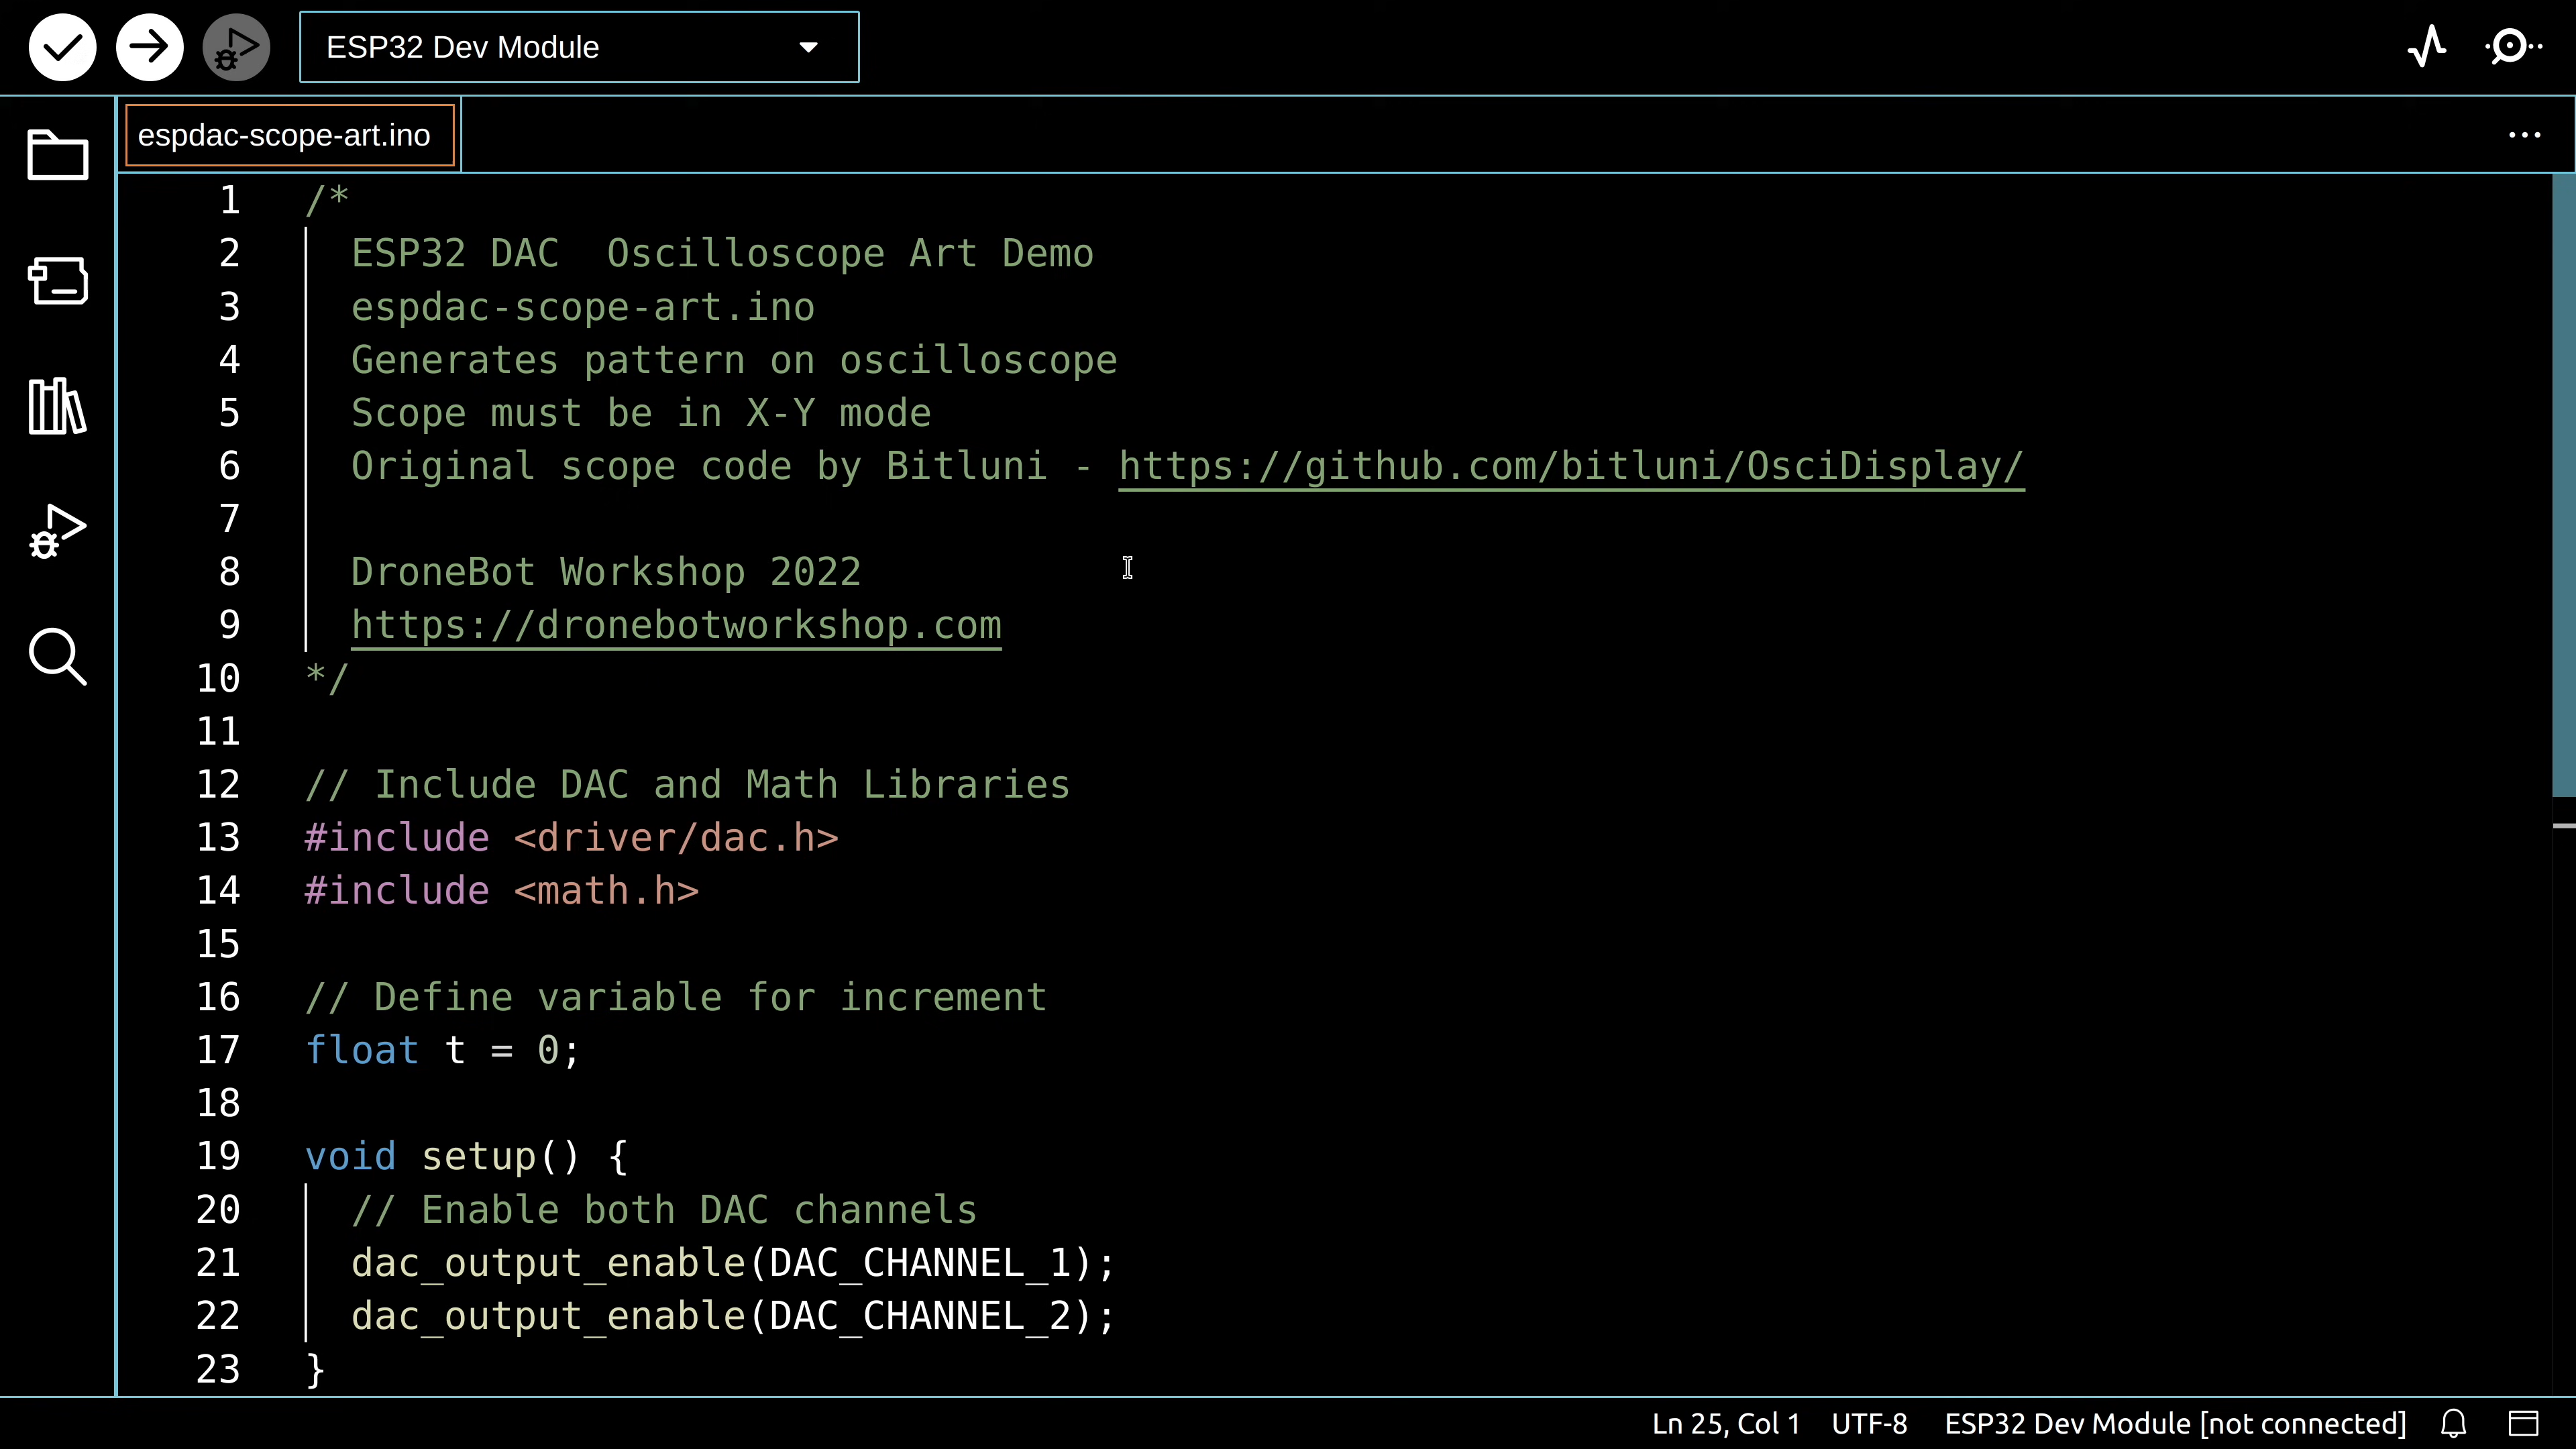 ESP32 Dev Module
espdac-scope-art.ino
1 /*
2 ESP32 DAC  Oscilloscope Art Demo
3 espdac-scope-art.ino
4 Generates pattern on oscilloscope
5 Scope must be in X-Y mode
6 Original scope code by Bitluni - https://github.com/bitluni/OsciDisplay/
7
8 DroneBot Workshop 2022
9 https://dronebotworkshop.com
10 */
11
12 // Include DAC and Math Libraries
13 #include <driver/dac.h>
14 #include <math.h>
15
16 // Define variable for increment
17 float t = 0;
18
19 void setup() {
20 // Enable both DAC channels
21 dac_output_enable(DAC_CHANNEL_1);
22 dac_output_enable(DAC_CHANNEL_2);
23 }
Ln 25, Col 1 UTF-8 ESP32 Dev Module [not connected]